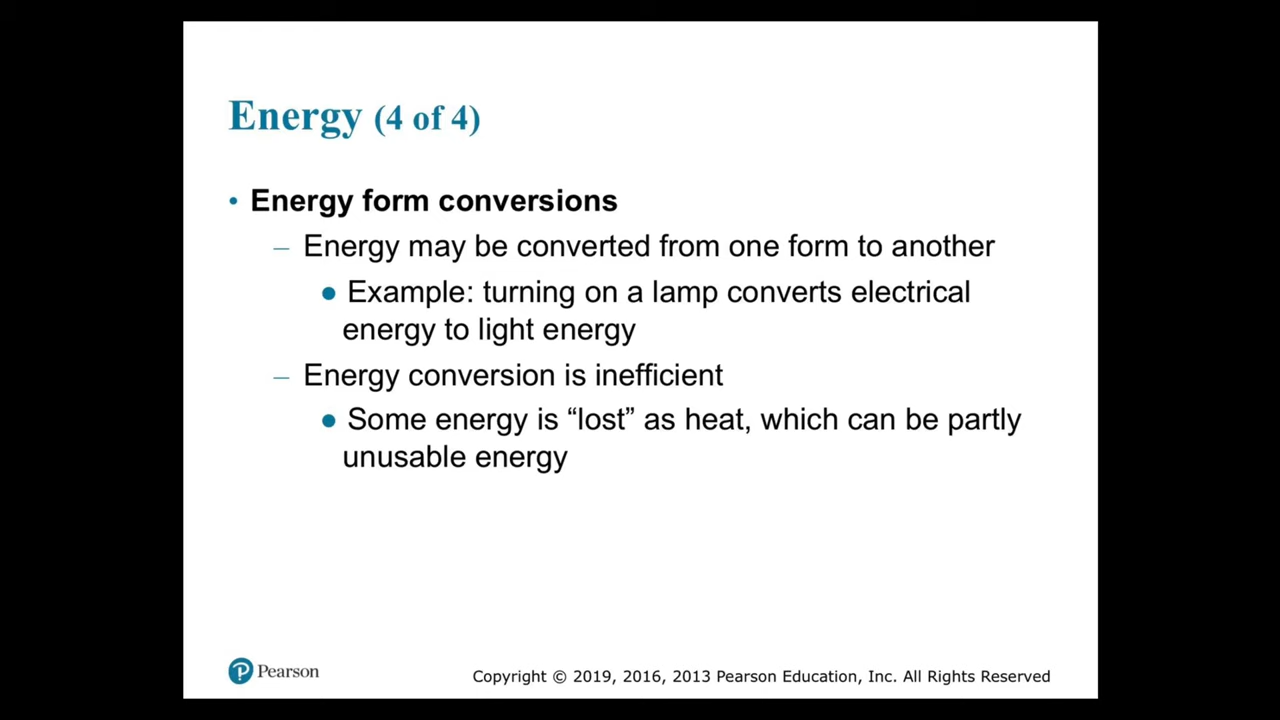 Energy (4 of 4)
• Energy form conversions
– Energy may be converted from one form to another
● Example: turning on a lamp converts electrical
energy to light energy
– Energy conversion is inefficient
● Some energy is “lost” as heat, which can be partly
unusable energy
P Pearson
Copyright © 2019, 2016, 2013 Pearson Education, Inc. All Rights Reserved